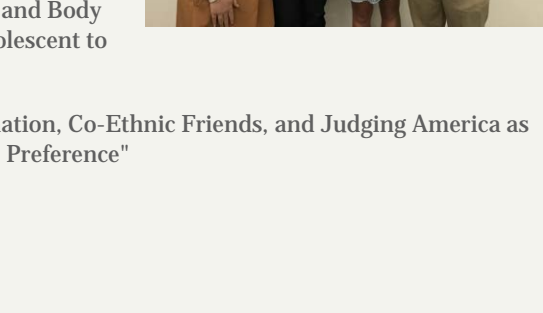 and Body
olescent to
ation, Co-Ethnic Friends, and Judging America as
Preference"